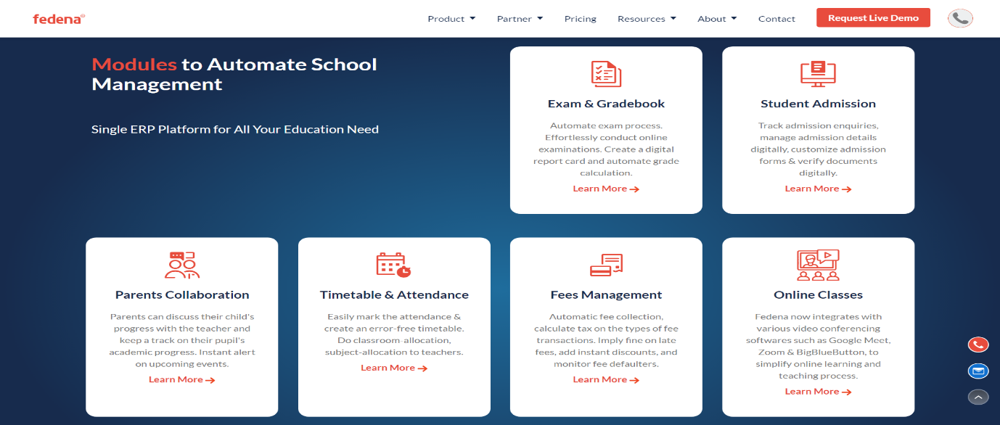 fedena®
Product
Partner
Pricing
Resources
About
Contact
Request Live Demo
Modules to Automate School
Management
Single ERP Platform for All Your Education Need
Exam & Gradebook
Automate exam process.
Effortlessly conduct online
examinations. Create a digital
report card and automate grade
calculation.
Learn More
Student Admission
Track admission enquiries,
manage admission details
digitally, customize admission
forms & verify documents
digitally.
Learn More
Parents Collaboration
Parents can discuss their child's
progress with the teacher and
keep a track on their pupil's
academic progress. Instant alert
on upcoming events.
Learn More
Timetable & Attendance
Easily mark the attendance &
create an error-free timetable.
Do classroom-allocation,
subject-allocation to teachers.
Learn More
Fees Management
Automatic fee collection,
calculate tax on the types of fee
transactions. Imply fine on late
fees, add instant discounts, and
monitor fee defaulters.
Learn More
Online Classes
Fedena now integrates with
various video conferencing
softwares such as Google Meet,
Zoom & BigBlueButton, to
simplify online learning and
teaching process.
Learn More